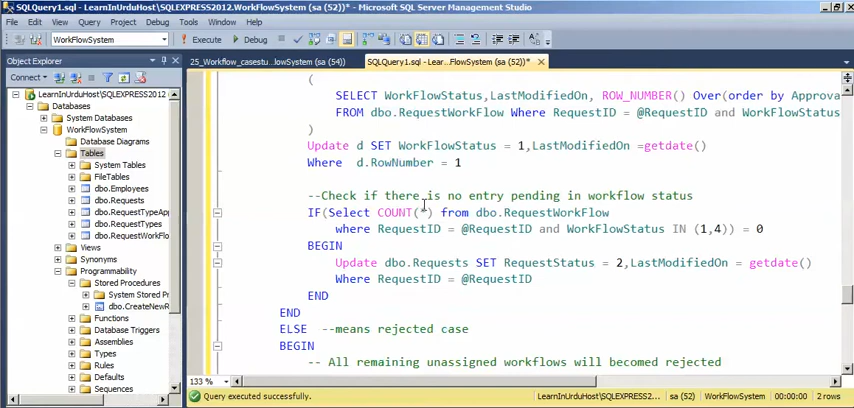 SQLQuery1.sql - LearnInUrduHost\SQLEXPRESS2012.WorkFlowSystem (sa (52))* - Microsoft SQL Server Management Studio
File Edit View Query Project Debug Tools Window Help
WorkFlowSystem Execute Debug
Object Explorer
25_Workflow_casestu...lowSystem (sa (54)) SQLQuery1.sql - L...FlowSystem (sa (52))*
Connect
LearnInUrduHost\SQLEXPRESS2012
Databases
System Databases
WorkFlowSystem
Database Diagrams
Tables
System Tables
FileTables
dbo.Employees
dbo.Requests
dbo.RequestTypeApp
dbo.RequestTypes
dbo.RequestWorkFlo
Views
Synonyms
Programmability
Stored Procedures
System Stored Pr
dbo.CreateNewR
Functions
Database Triggers
Assemblies
Types
Rules
Defaults
Sequences
(
SELECT WorkFlowStatus,LastModifiedOn, ROW_NUMBER() Over(order by Approva
FROM dbo.RequestWorkFlow Where RequestID = @RequestID and WorkFlowStatus
)
Update d SET WorkFlowStatus = 1,LastModifiedOn =getdate()
Where d.RowNumber = 1
--Check if there is no entry pending in workflow status
IF(Select COUNT(*) from dbo.RequestWorkFlow
where RequestID = @RequestID and WorkFlowStatus IN (1,4)) = 0
BEGIN
Update dbo.Requests SET RequestStatus = 2,LastModifiedOn = getdate()
Where RequestID = @RequestID
END
END
ELSE --means rejected case
BEGIN
-- All remaining unassigned workflows will becomed rejected
133 %
Query executed successfully. LearnInUrduHost\SQLEXPRESS2... sa (52) WorkFlowSystem 00:00:00 2 rows